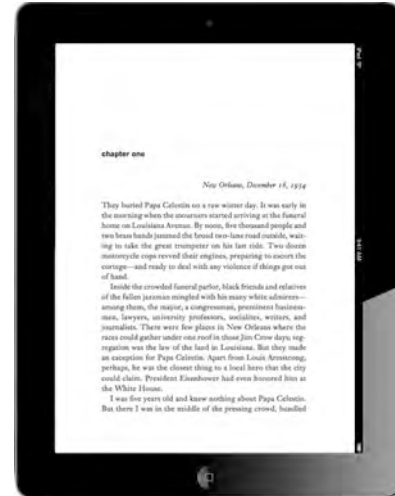 chapter one
New Orleans, December 18, 1954
They buried Papa Celestin on a raw winter day. It was early in
the morning when the mourners started arriving at the funeral
home on Louisiana Avenue. By noon, five thousand people and
two brass bands jammed the broad two-lane road outside, wait-
ing to take the great trumpeter on his last ride. Two dozen
motorcycle cops revved their engines, preparing to escort the
cortege—and ready to deal with any violence if things got out
of hand.
Inside the crowded funeral parlor, black friends and relatives
of the fallen jazzman mingled with his many white admirers—
among them, the mayor, a congressman, prominent business-
men, lawyers, university professors, socialites, writers, and
journalists. There were few places in New Orleans where the
races could gather under one roof in those Jim Crow days; seg-
regation was the law of the land in Louisiana. But they made
an exception for Papa Celestin. Apart from Louis Armstrong,
perhaps, he was the closest thing to a local hero that the city
could claim. President Eisenhower had even honored him at
the White House.
I was five years old and knew nothing about Papa Celestin.
But there I was in the middle of the pressing crowd, bundled
iPad
9:41 AM